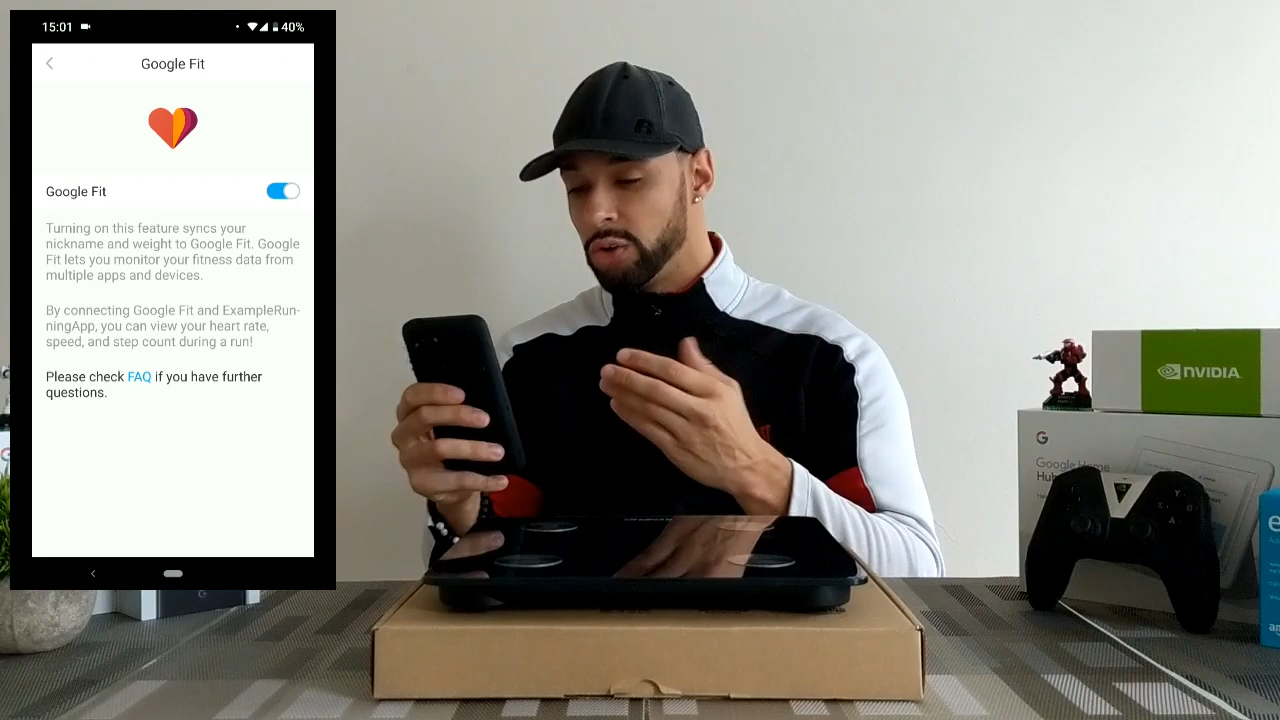 15:01
40%
Google Fit
Google Fit
Turning on this feature syncs your
nickname and weight to Google Fit. Google
Fit lets you monitor your fitness data from
multiple apps and devices.
By connecting Google Fit and ExampleRun-
ningApp, you can view your heart rate,
speed, and step count during a run!
Please check FAQ if you have further
questions.
NVIDIA
Google Home
Hub
Y
X
B
A